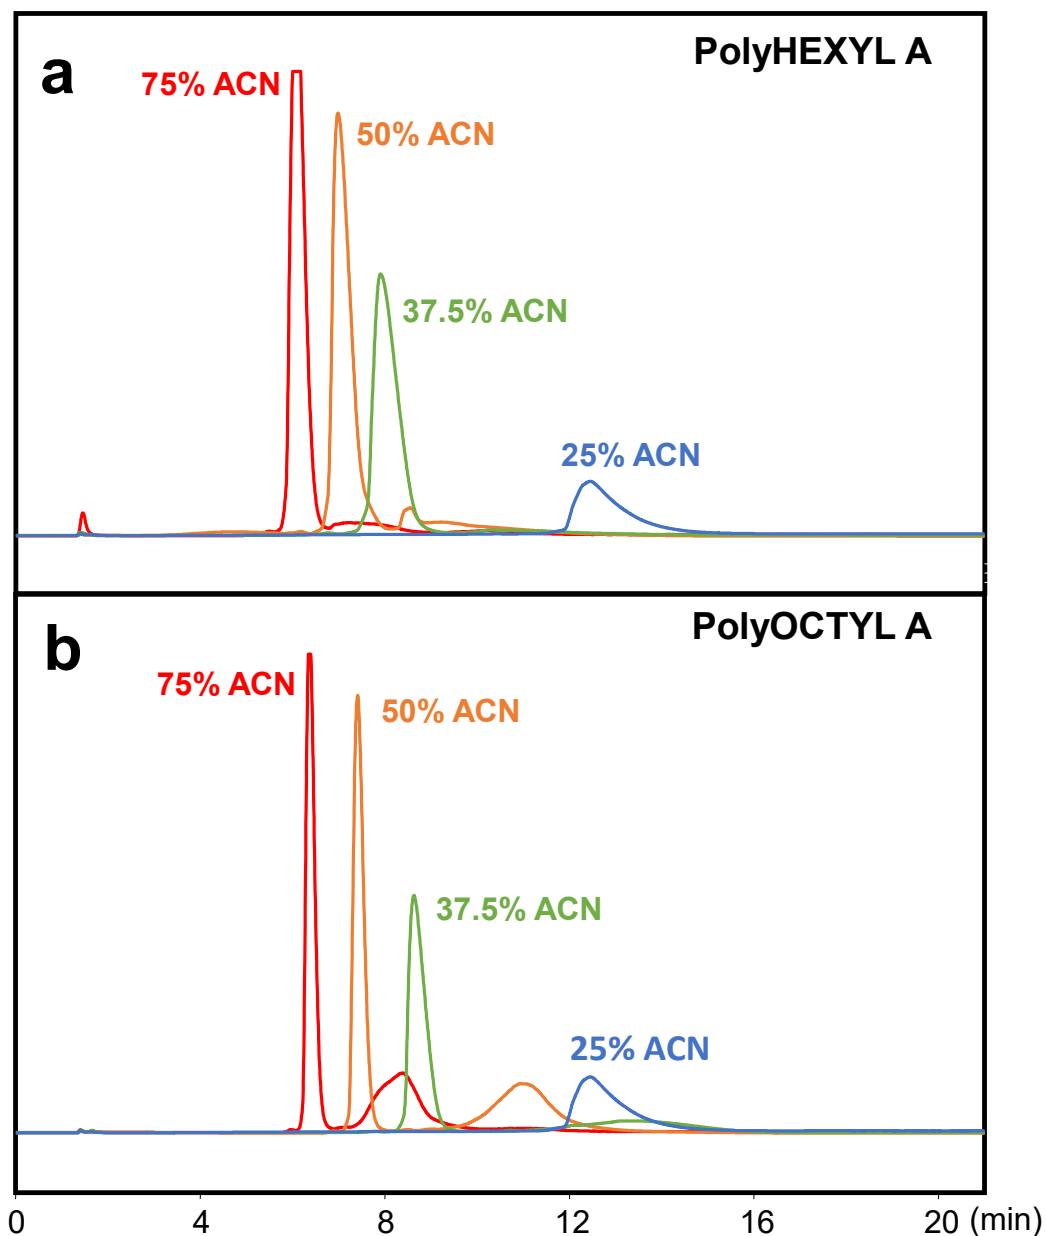 a
PolyHEXYL A
75% ACN
50% ACN
37.5% ACN
25% ACN
b
PolyOCTYL A
75% ACN
50% ACN
37.5% ACN
25% ACN
0 4 8 12 16 20 (min)